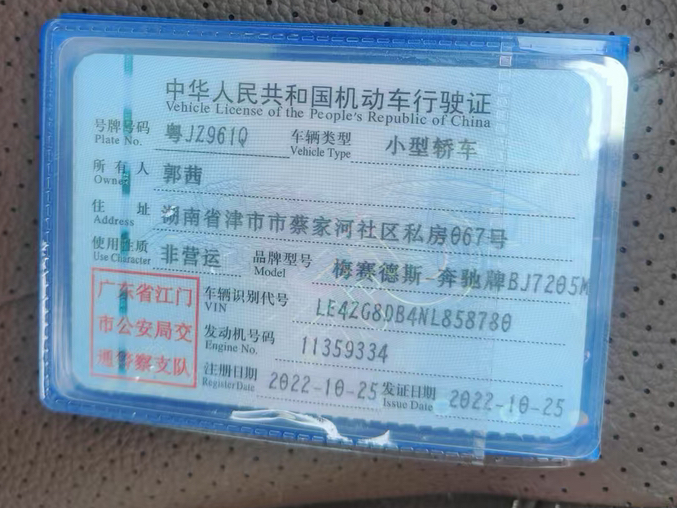 中华人民共和国机动车行驶证
Vehicle License of the People's Republic of China
号牌号码 粤JZ961Q 车辆类型 小型轿车
Plate No. Vehicle Type
所有人 郭茜
Owner
住址 湖南省津市市蔡家河社区私房067号
Address
使用性质 非营运 品牌型号 梅赛德斯-奔驰牌BJ7205M
Use Character Model
广东省江门
市公安局交
通警察支队
车辆识别代号 LE4ZG8DB4NL858780
VIN
发动机号码 11359334
Engine No.
注册日期 2022-10-25 发证日期 2022-10-25
Register Date Issue Date